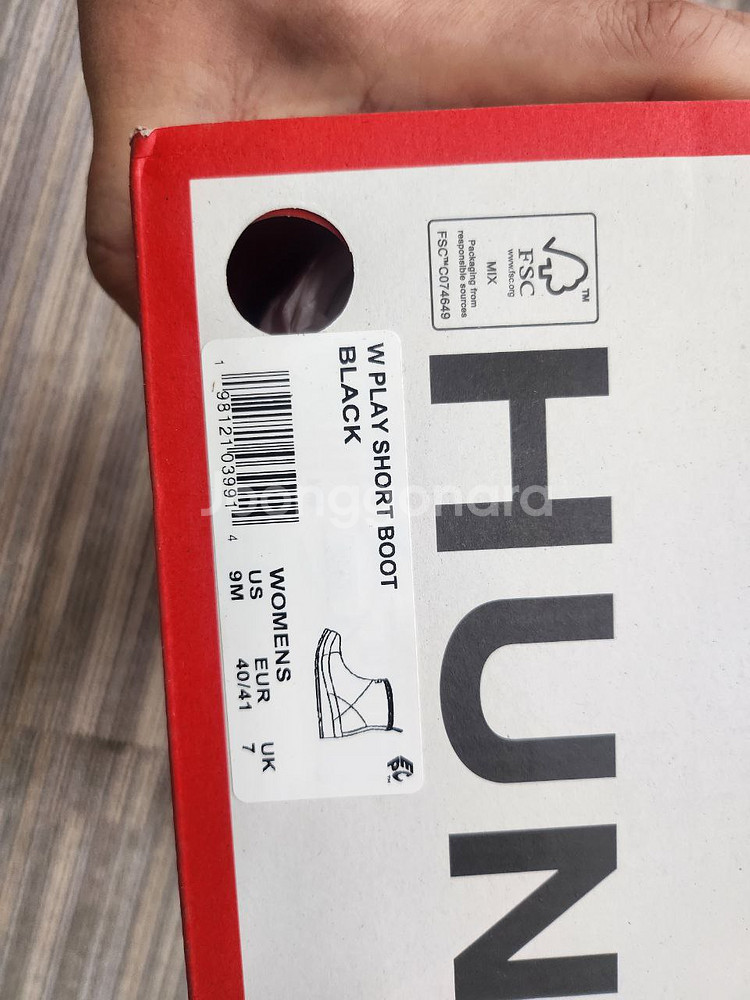 FSC
www.fsc.org
MIX
Packaging from
responsible sources
FSC™C074649
™
HUN
W PLAY SHORT BOOT
BLACK
1 98121 03991 4
WOMENS
US EUR UK
9M 40/41 7
Joonggonara